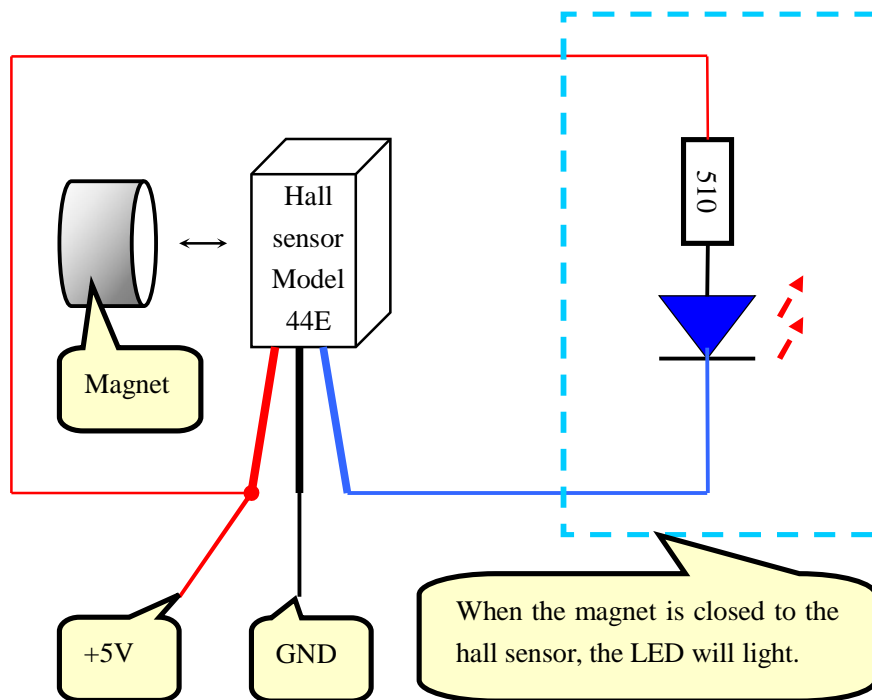 Hall
sensor
Model
44E
510
Magnet
+5V
GND
When the magnet is closed to the
hall sensor, the LED will light.